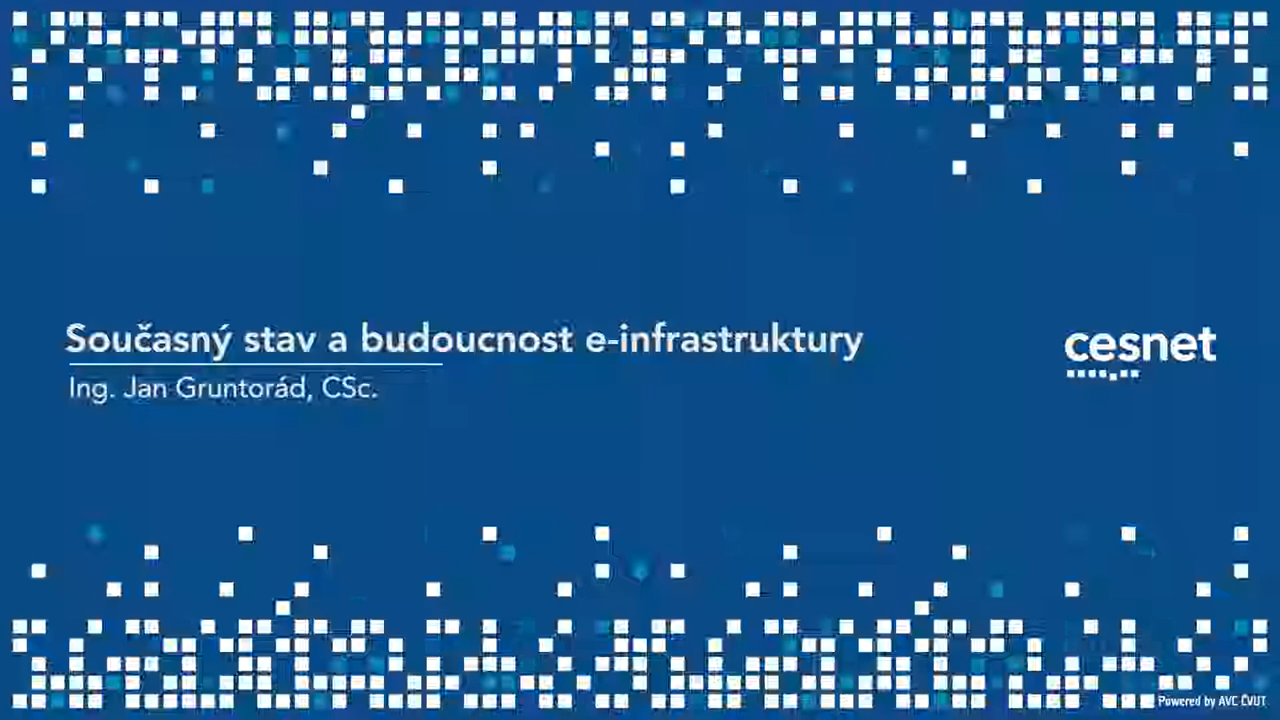 Současný stav a budoucnost e-infrastruktury
Ing. Jan Gruntorád, CSc.
cesnet
Powered by AVC ČVUT